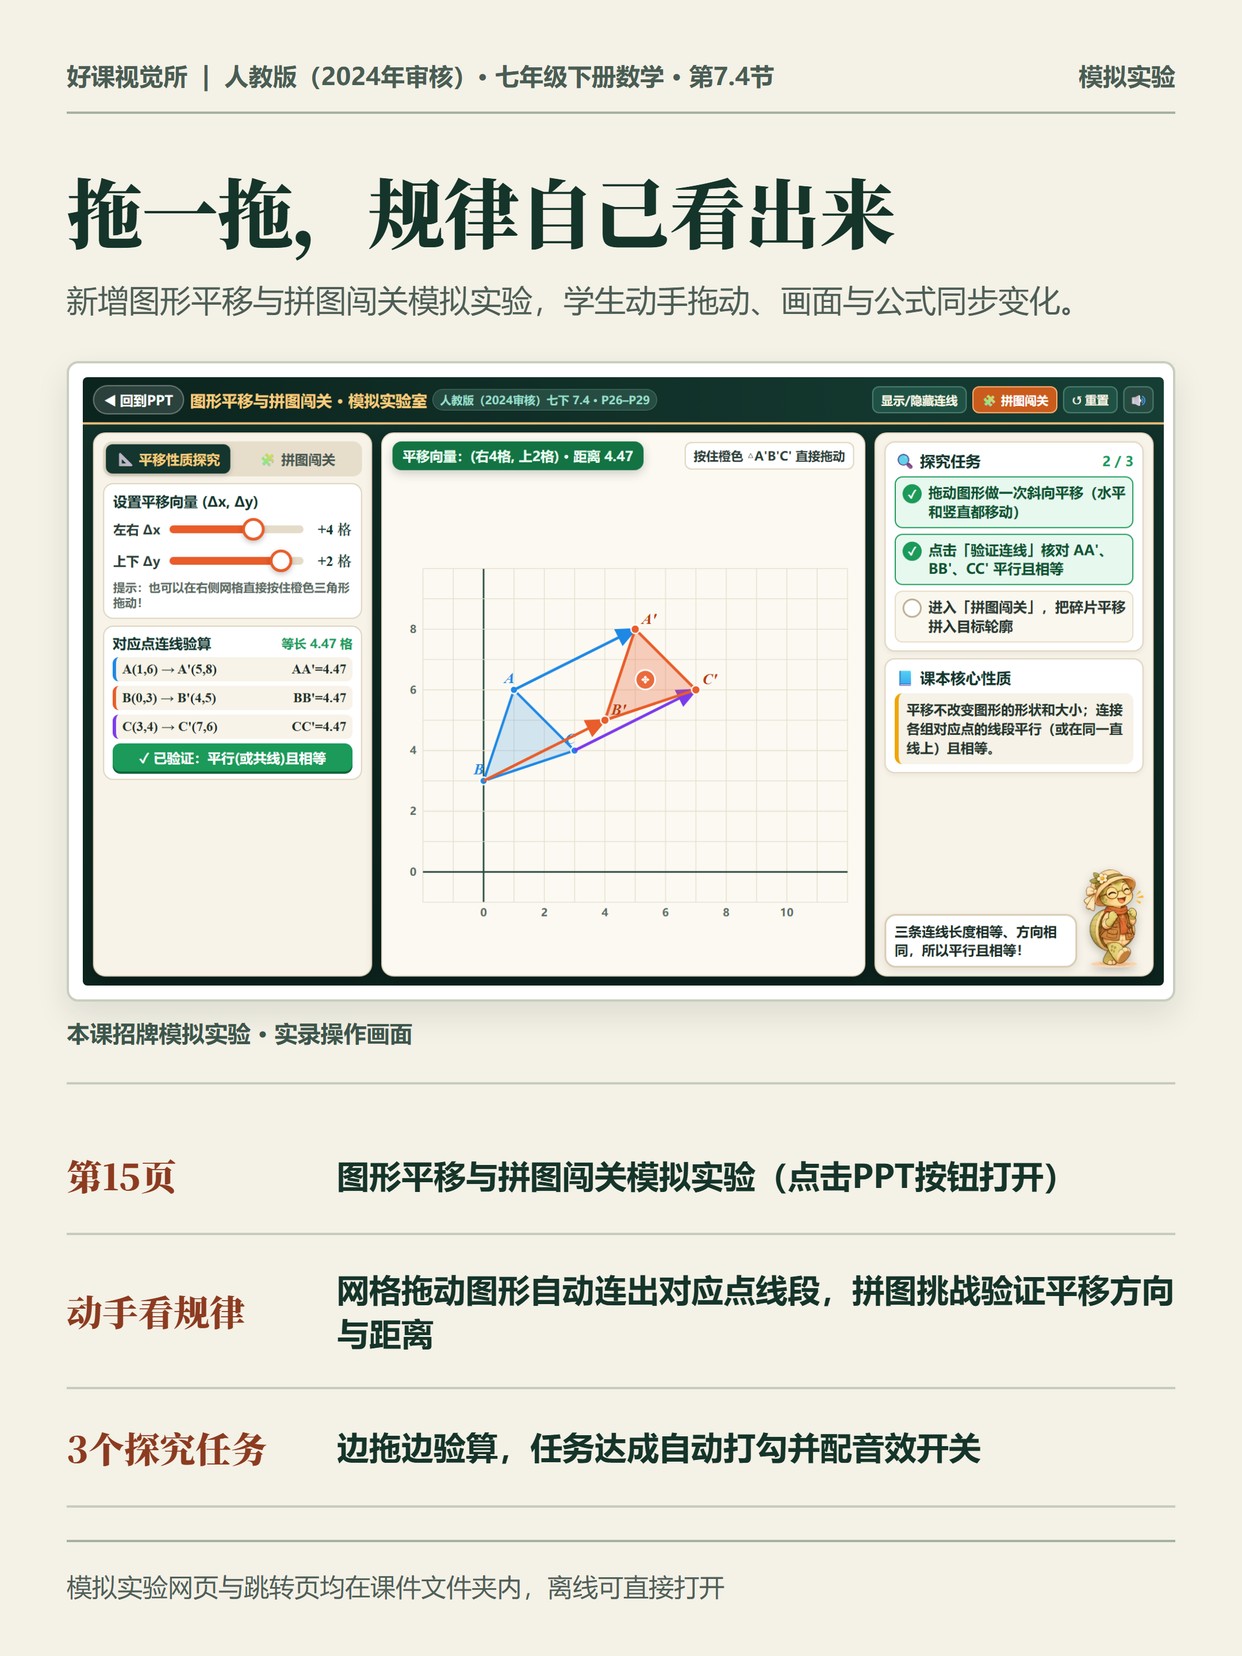 好课视觉所 | 人教版（2024年审核）• 七年级下册数学 • 第7.4节
模拟实验
拖一拖，规律自己看出来
新增图形平移与拼图闯关模拟实验，学生动手拖动、画面与公式同步变化。
◀ 回到PPT
图形平移与拼图闯关 • 模拟实验室
人教版（2024审核）七下 7.4 • P26–P29
显示/隐藏连线
拼图闯关
↺ 重置
平移性质探究
拼图闯关
设置平移向量 (Δx, Δy)
左右 Δx
+4 格
上下 Δy
+2 格
提示：也可以在右侧网格直接按住橙色三角形
拖动！
对应点连线验算
等长 4.47 格
A(1,6) → A'(5,8)
AA'=4.47
B(0,3) → B'(4,5)
BB'=4.47
C(3,4) → C'(7,6)
CC'=4.47
✓ 已验证：平行(或共线)且相等
平移向量：(右4格, 上2格) • 距离 4.47
按住橙色 △A'B'C' 直接拖动
8
6
4
2
0
0
2
4
6
8
10
A
B
C
A'
B'
C'
探究任务
2 / 3
拖动图形做一次斜向平移（水平
和竖直都移动）
点击「验证连线」核对 AA'、
BB'、CC' 平行且相等
进入「拼图闯关」，把碎片平移
拼入目标轮廓
课本核心性质
平移不改变图形的形状和大小；连接
各组对应点的线段平行（或在同一直
线上）且相等。
三条连线长度相等、方向相
同，所以平行且相等！
本课招牌模拟实验 • 实录操作画面
第15页
图形平移与拼图闯关模拟实验（点击PPT按钮打开）
动手看规律
网格拖动图形自动连出对应点线段，拼图挑战验证平移方向
与距离
3个探究任务
边拖边验算，任务达成自动打勾并配音效开关
模拟实验网页与跳转页均在课件文件夹内，离线可直接打开